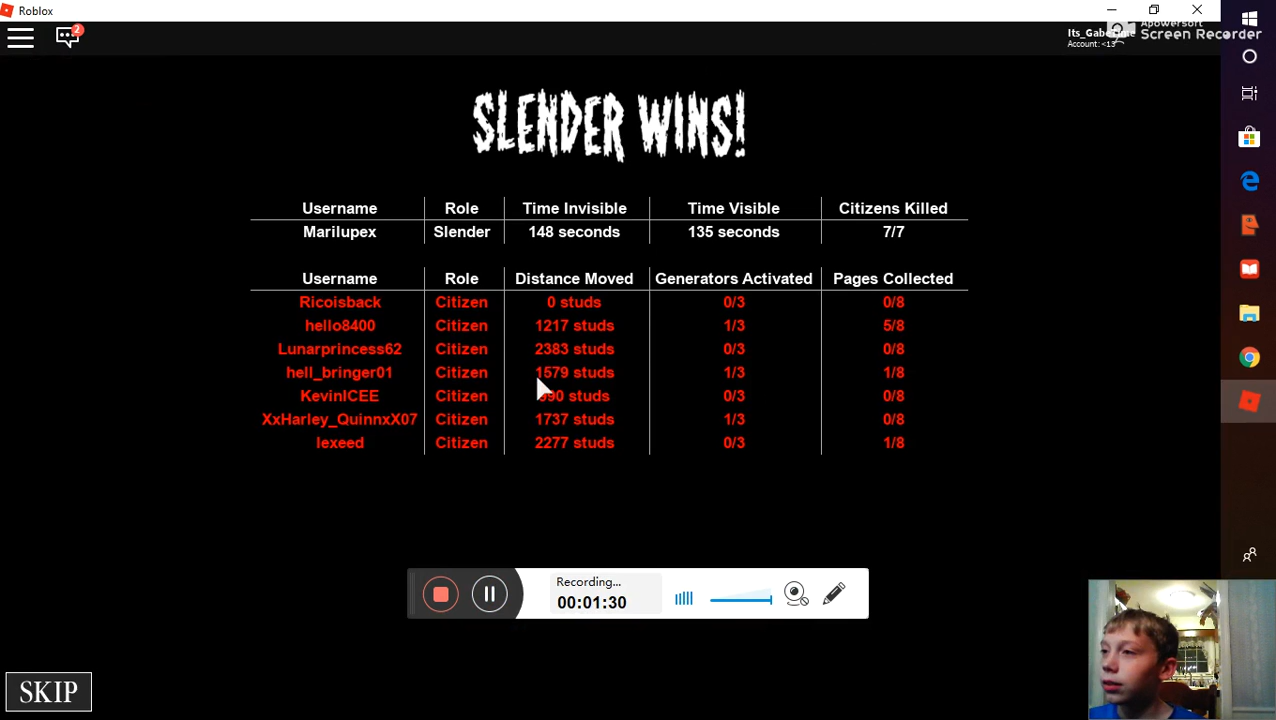 Roblox
2
Its_GabeTime
Account: <13
Apowersoft
Screen Recorder
SLENDER WINS!
Username Role Time Invisible Time Visible Citizens Killed
Marilupex Slender 148 seconds 135 seconds 7/7
Username Role Distance Moved Generators Activated Pages Collected
Ricoisback Citizen 0 studs 0/3 0/8
hello8400 Citizen 1217 studs 1/3 5/8
Lunarprincess62 Citizen 2383 studs 0/3 0/8
hell_bringer01 Citizen 1579 studs 1/3 1/8
KevinICEE Citizen studs 0/3 0/8
XxHarley_QuinnxX07 Citizen 1737 studs 1/3 0/8
lexeed Citizen 2277 studs 0/3 1/8
Recording...
00:01:30
SKIP